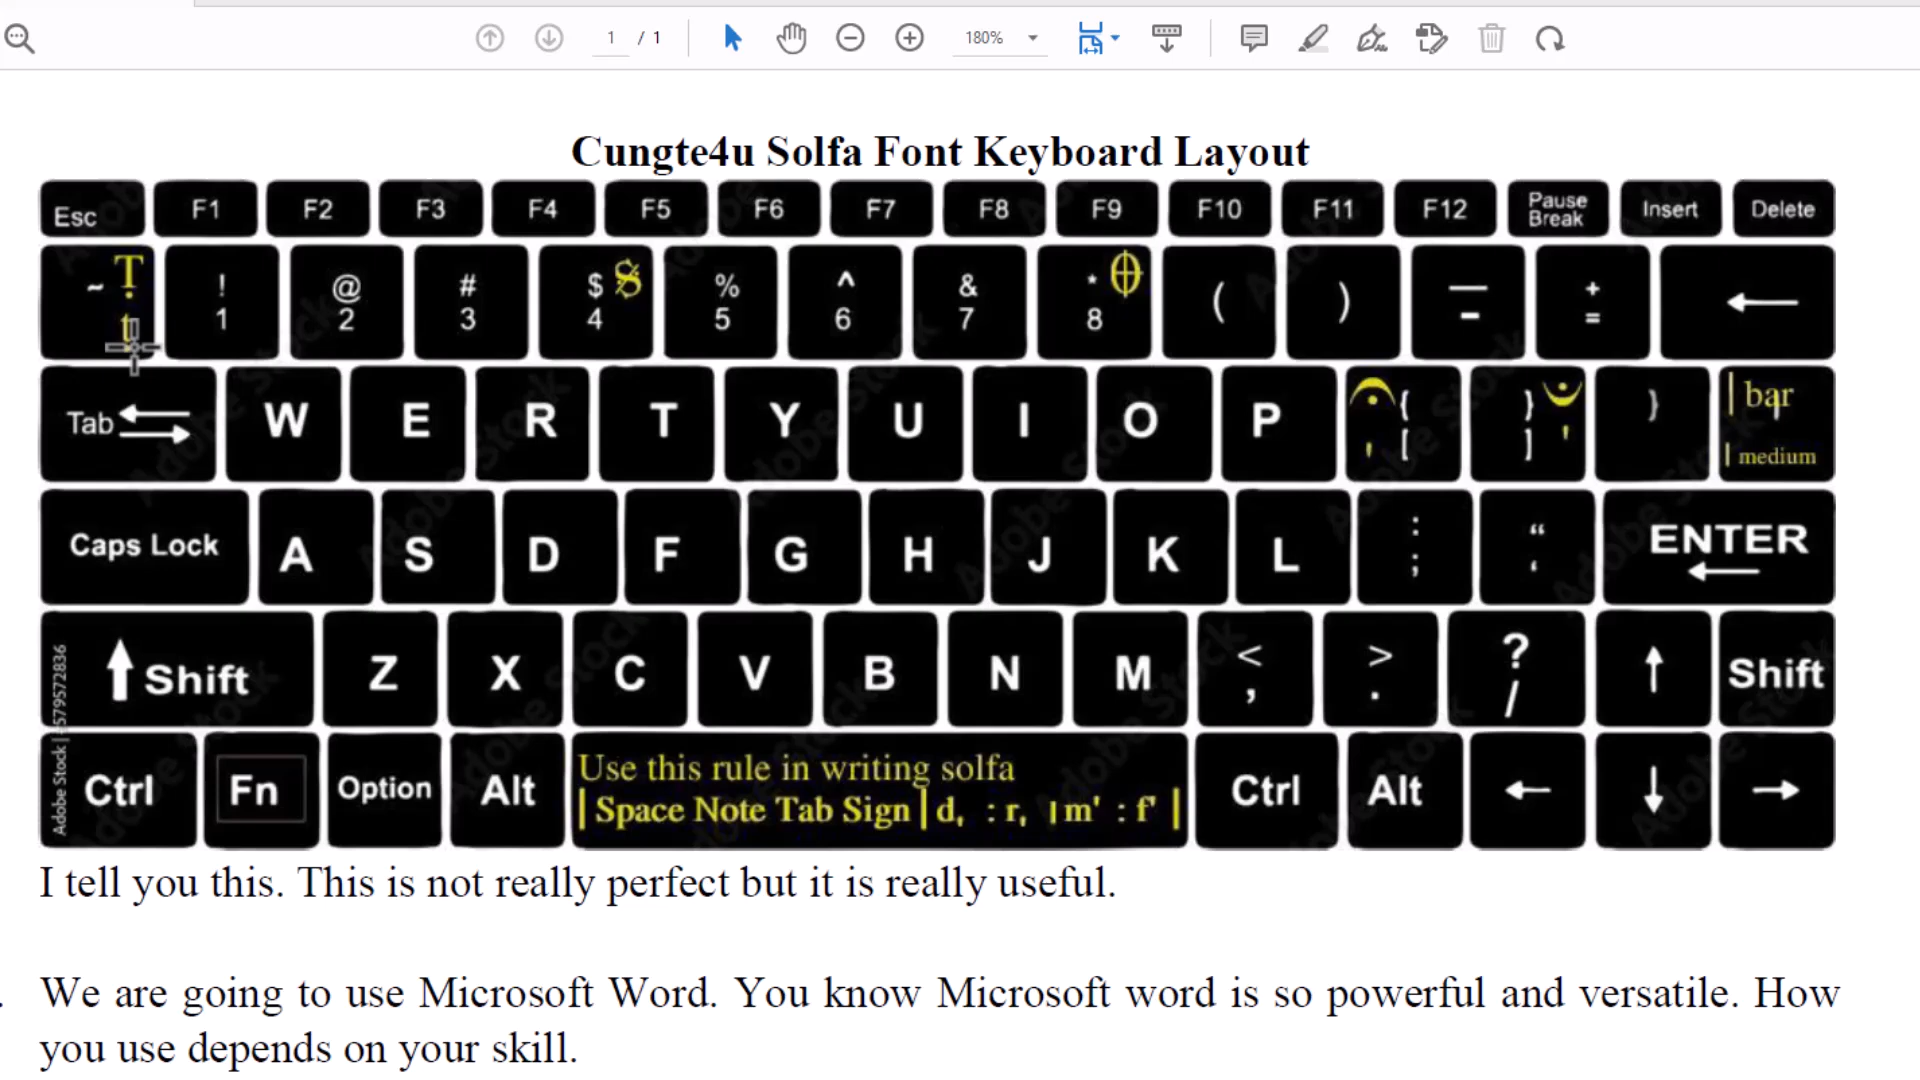 1 / 1 180%
Cungte4u Solfa Font Keyboard Layout
Esc F1 F2 F3 F4 F5 F6 F7 F8 F9 F10 F11 F12 Pause Break Insert Delete
~ Ṭ ! @ # $ % ^ & * ( ) — + ←
1 2 3 4 5 6 7 8 - =
Tab W E R T Y U I O P { } } | bar
' [ ] ' | medium
Caps Lock A S D F G H J K L : ; “ ‘ ENTER ←
↑ Shift Z X C V B N M < , > . ? / ↑ Shift
Ctrl Fn Option Alt Use this rule in writing solfa Ctrl Alt ← ↓ →
| Space Note Tab Sign | d, : r, | m' : f' |
Adobe Stock | #579572836
I tell you this. This is not really perfect but it is really useful.
We are going to use Microsoft Word. You know Microsoft word is so powerful and versatile. How
you use depends on your skill.